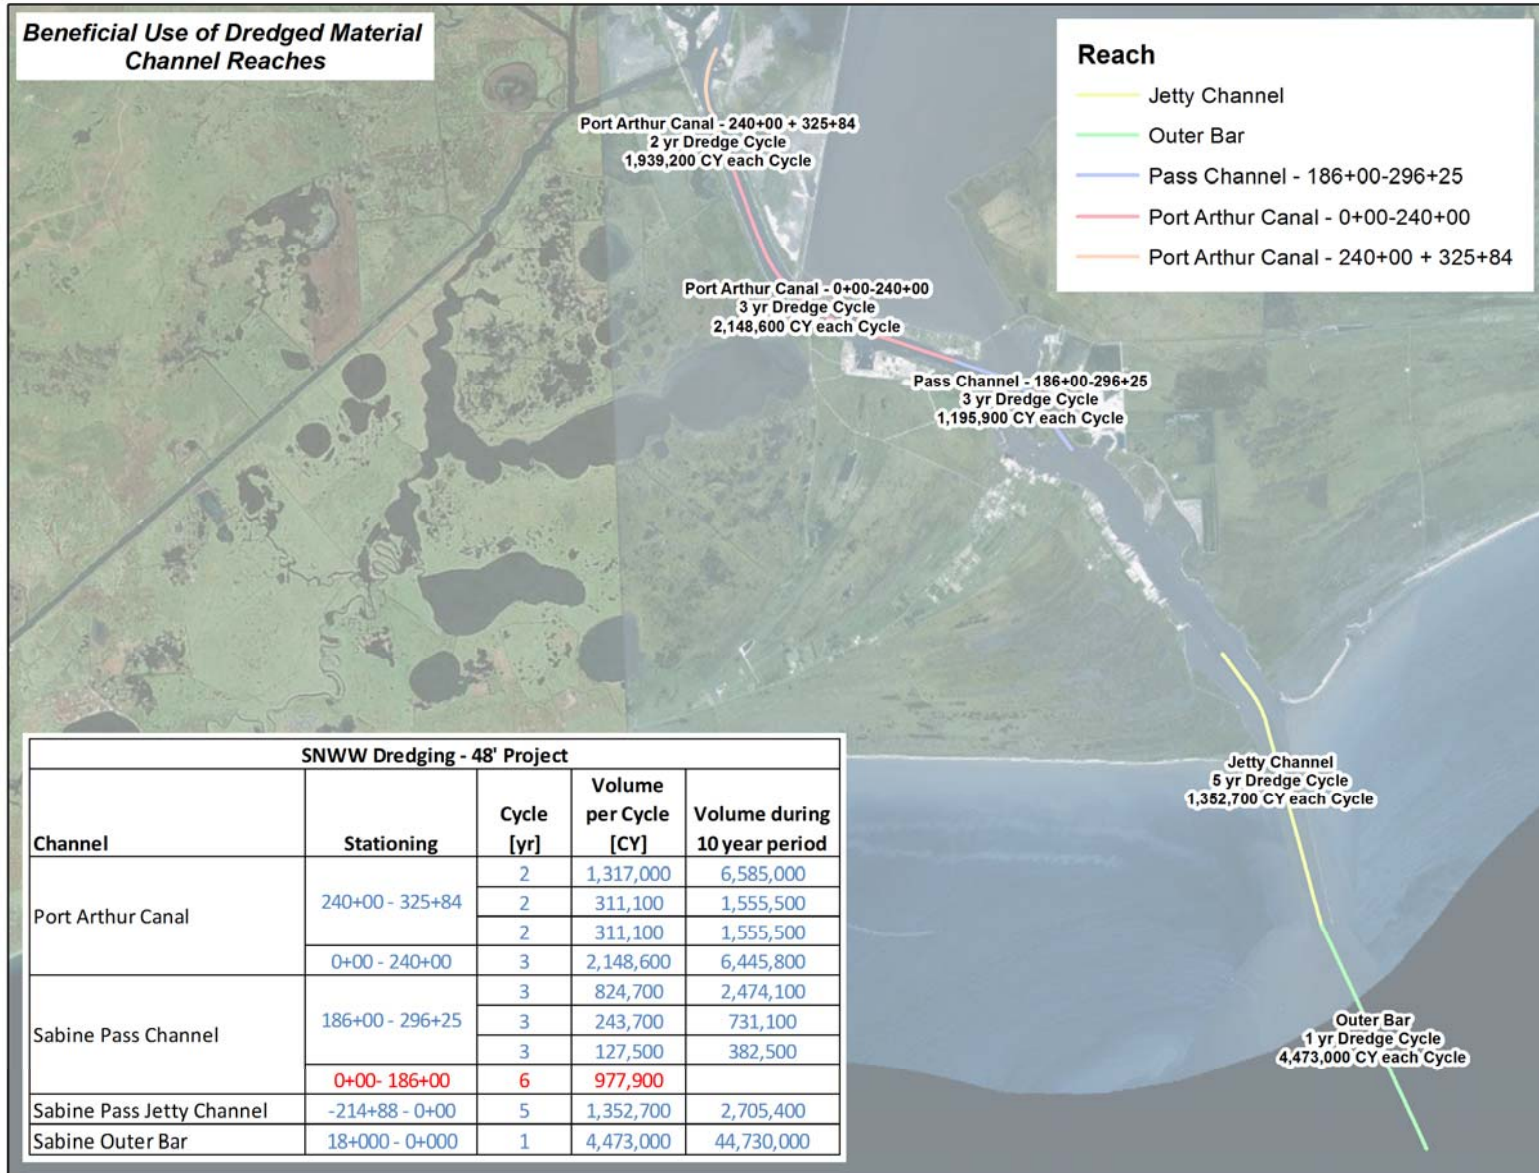 Beneficial Use of Dredged Material
Channel Reaches
Reach
Jetty Channel
Outer Bar
Pass Channel - 186+00-296+25
Port Arthur Canal - 0+00-240+00
Port Arthur Canal - 240+00 + 325+84
Port Arthur Canal - 240+00 + 325+84
2 yr Dredge Cycle
1,939,200 CY each Cycle
Port Arthur Canal - 0+00-240+00
3 yr Dredge Cycle
2,148,600 CY each Cycle
Pass Channel - 186+00-296+25
3 yr Dredge Cycle
1,195,900 CY each Cycle
Jetty Channel
5 yr Dredge Cycle
1,352,700 CY each Cycle
Outer Bar
1 yr Dredge Cycle
4,473,000 CY each Cycle
SNWW Dredging - 48' Project
Channel Stationing Cycle [yr] Volume per Cycle [CY] Volume during 10 year period
Port Arthur Canal 240+00 - 325+84 2 1,317,000 6,585,000
2 311,100 1,555,500
2 311,100 1,555,500
0+00 - 240+00 3 2,148,600 6,445,800
Sabine Pass Channel 186+00 - 296+25 3 824,700 2,474,100
3 243,700 731,100
3 127,500 382,500
0+00- 186+00 6 977,900
Sabine Pass Jetty Channel -214+88 - 0+00 5 1,352,700 2,705,400
Sabine Outer Bar 18+000 - 0+000 1 4,473,000 44,730,000